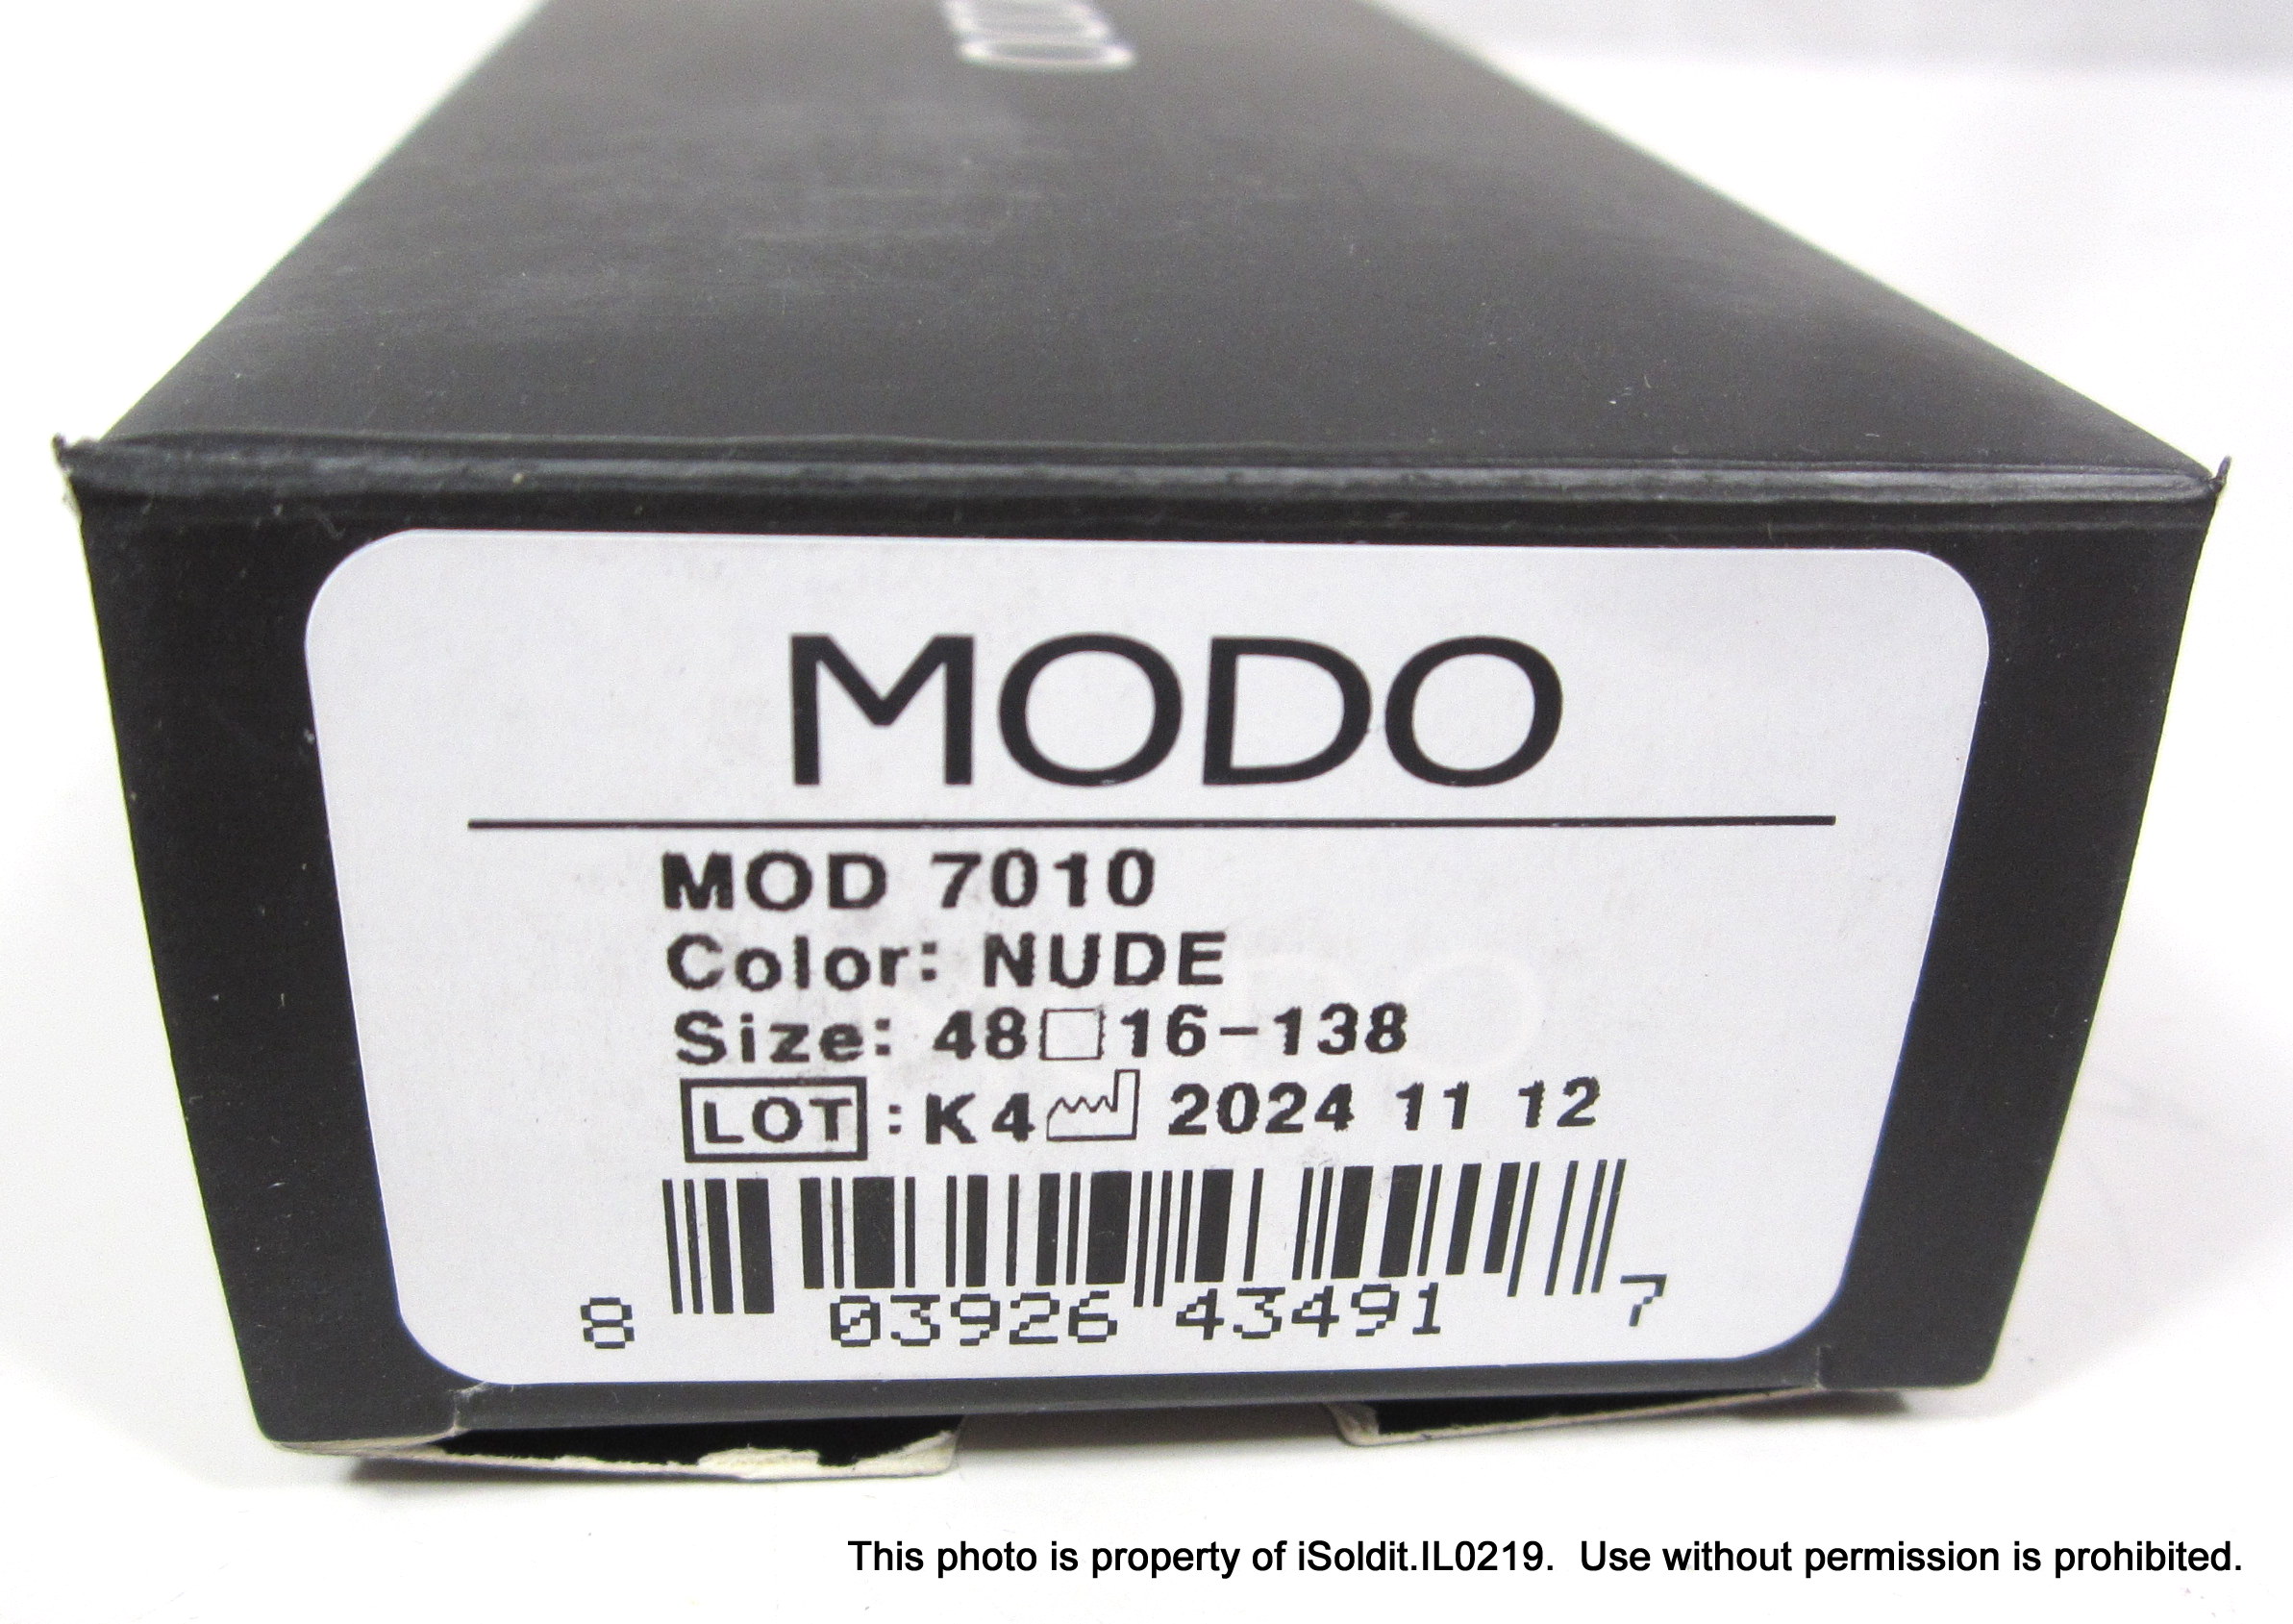 MODO
MOD 7010
Color: NUDE
Size: 48□16-138
LOT : K4 2024 11 12
8 03926 43491 7
This photo is property of iSoldit.IL0219. Use without permission is prohibited.